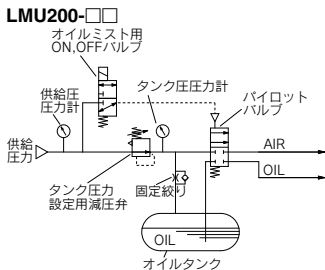 LMU200-□□
オイルミスト用
ON,OFFバルブ
供給圧
圧力計
タンク圧圧力計
パイロット
バルブ
供給
圧力
AIR
OIL
タンク圧力
設定用減圧弁
固定絞り
OIL
オイルタンク